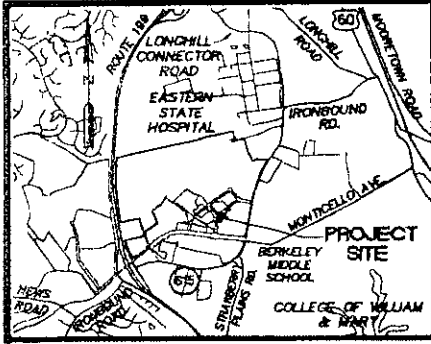 ROUTE 199
LONGHILL
CONNECTOR
ROAD
EASTERN
STATE
HOSPITAL
LONGHILL
ROAD
60
MOORETOWN ROAD
IRONBOUND
RD.
MONTICELLO AVE.
PROJECT
SITE
BERKELEY
MIDDLE
SCHOOL
615
STRAWBERRY
PLAINS RD.
NEWS
ROAD
IRONBOUND
ROAD
COLLEGE OF WILLIAM
& MARY